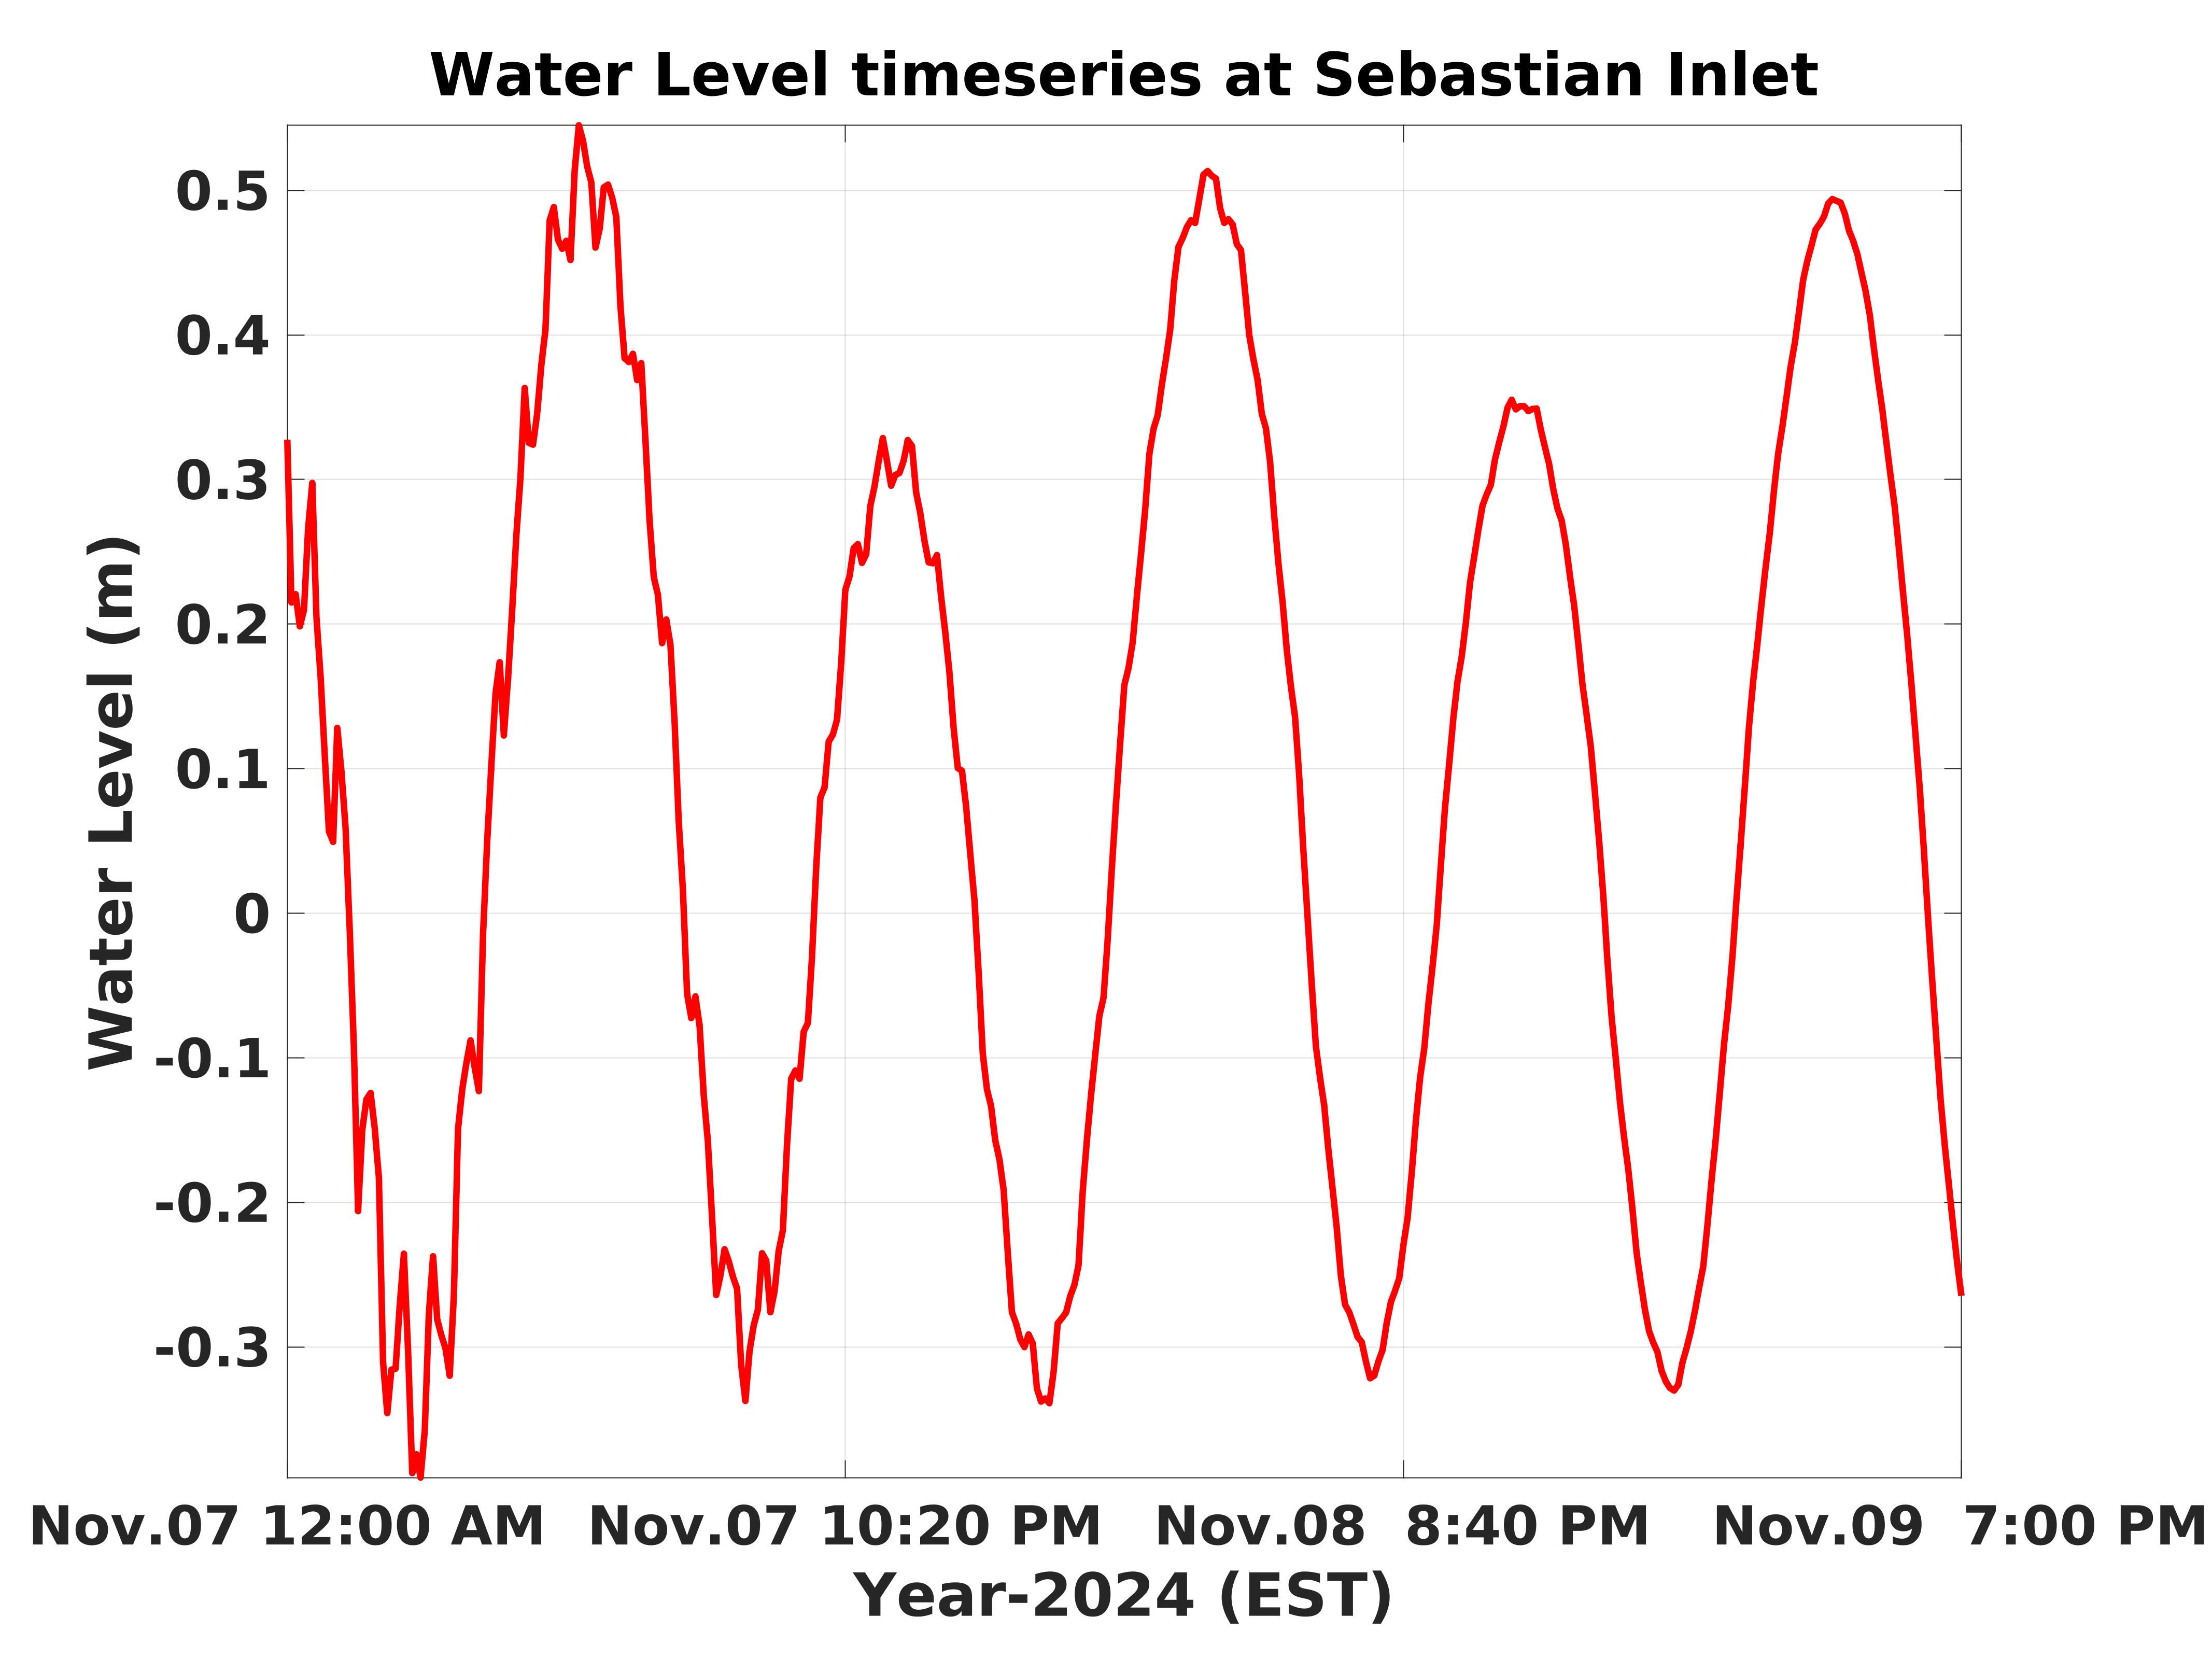 Water Level timeseries at Sebastian Inlet
Water Level (m)
0.5
0.4
0.3
0.2
0.1
0
-0.1
-0.2
-0.3
Nov.07 12:00 AM
Nov.07 10:20 PM
Nov.08 8:40 PM
Nov.09 7:00 PM
Year-2024 (EST)